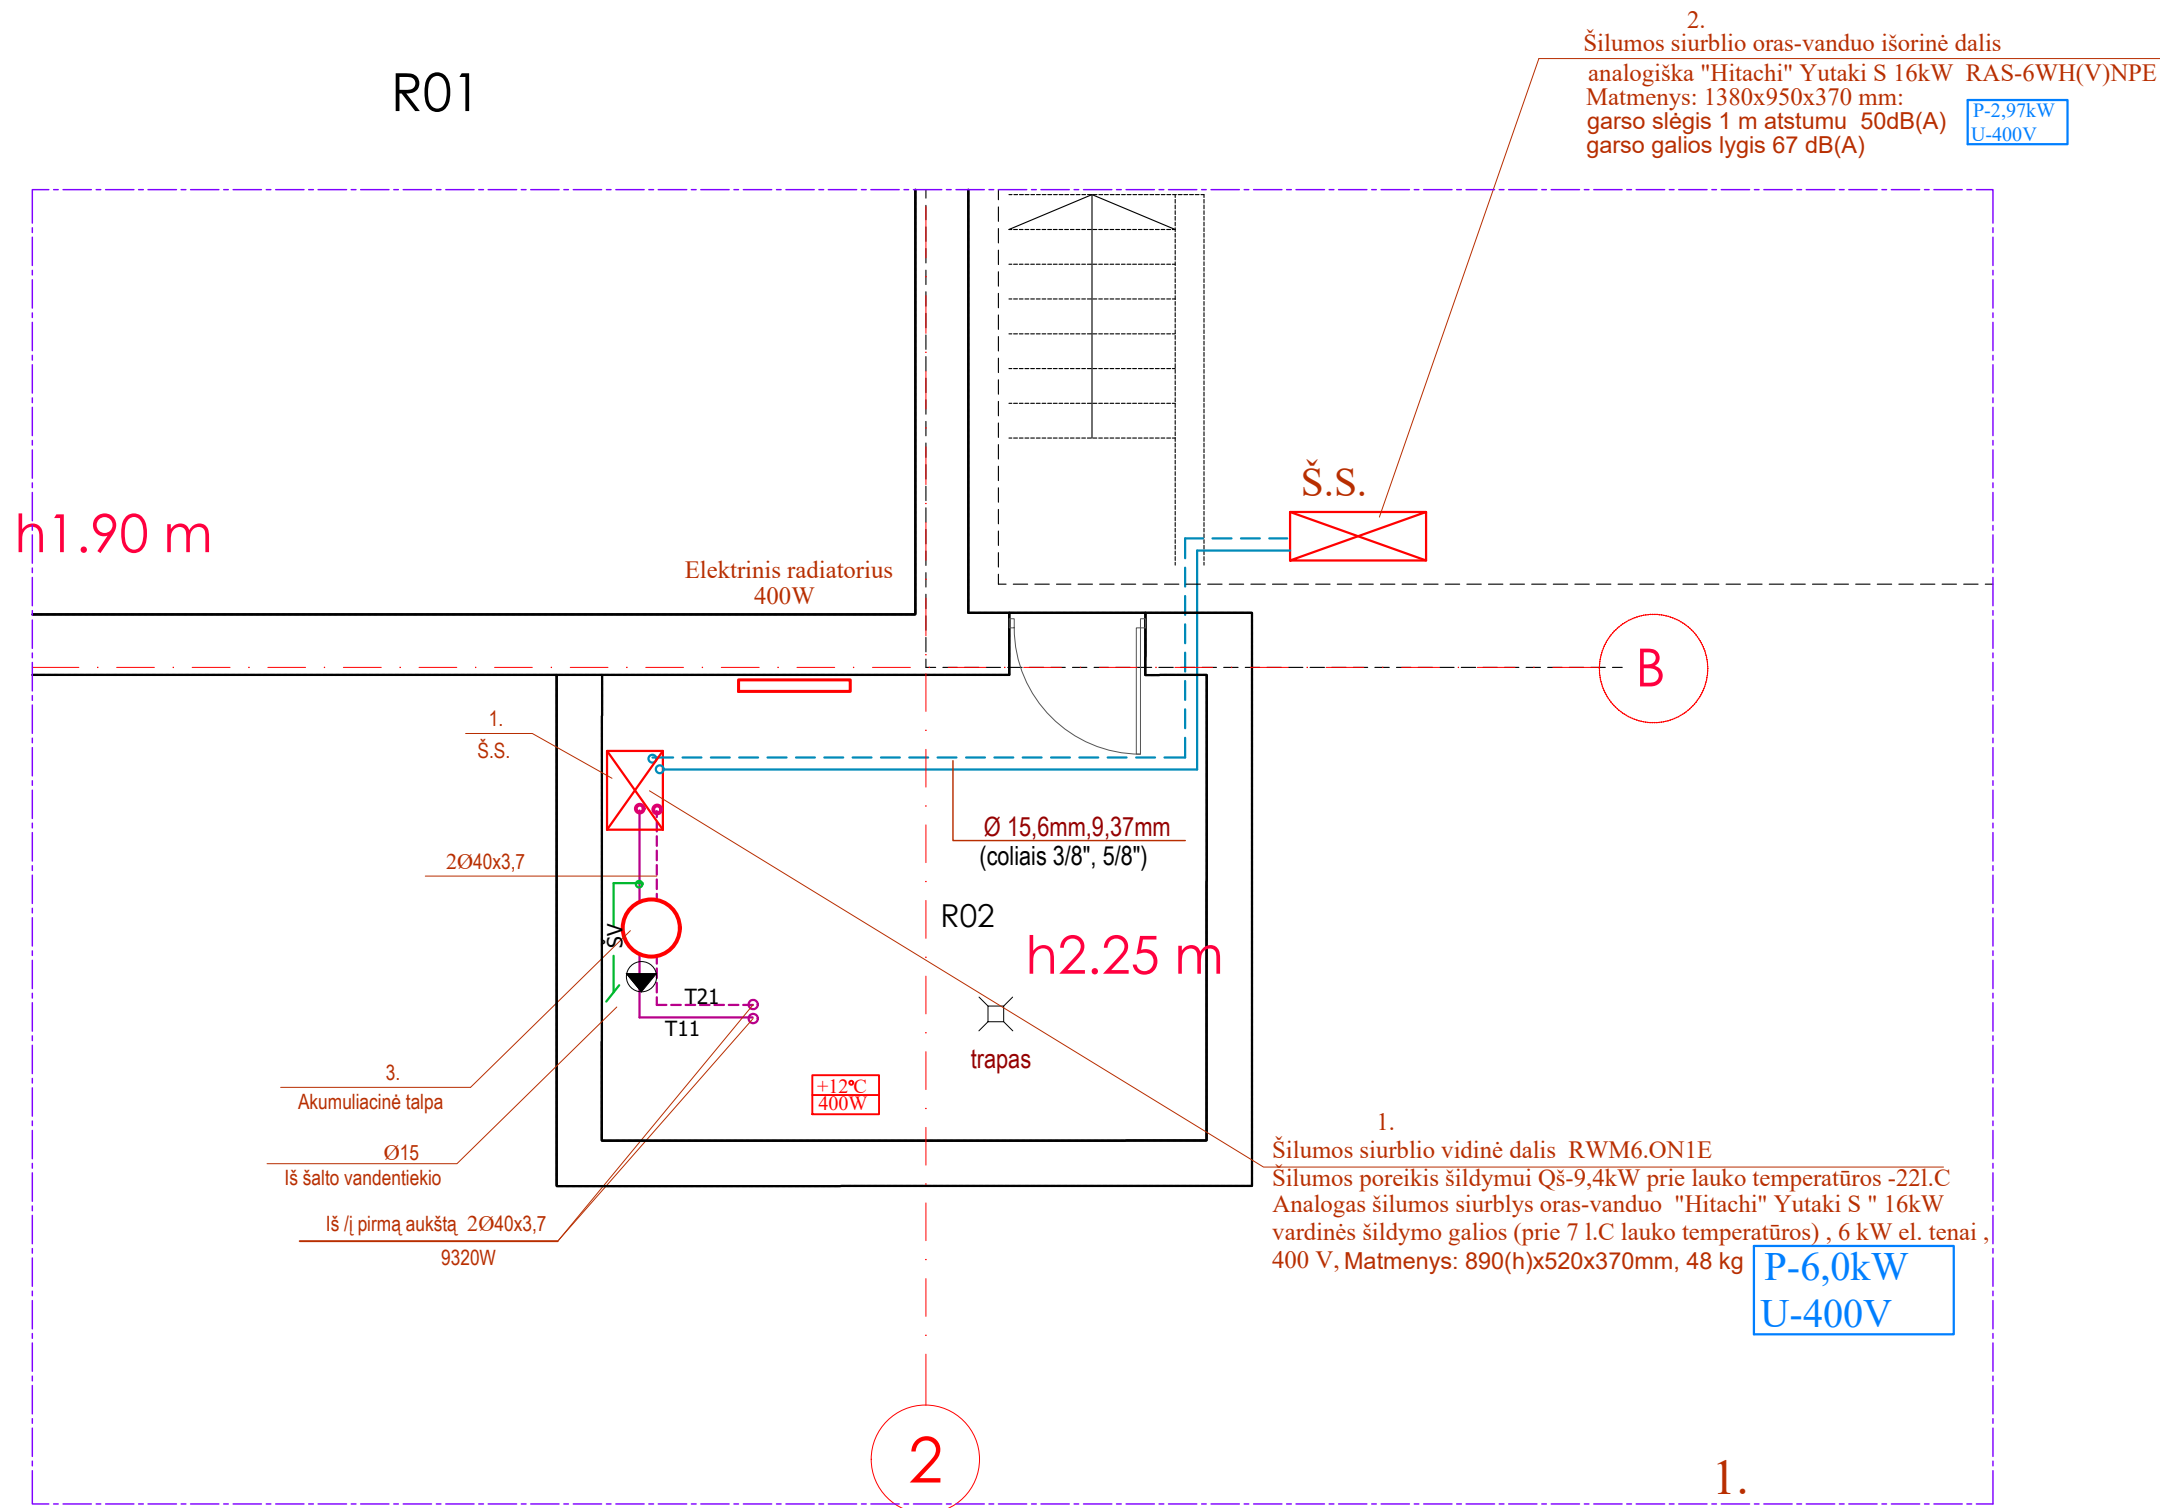 2.
Šilumos siurblio oras-vanduo išorinė dalis
analogiška "Hitachi" Yutaki S 16kW RAS-6WH(V)NPE
Matmenys: 1380x950x370 mm:
garso slėgis 1 m atstumu 50dB(A)
garso galios lygis 67 dB(A)
P-2,97kW
U-400V
R01
Š.S.
h1.90 m
Elektrinis radiatorius
400W
B
1.
Š.S.
Ø 15,6mm,9,37mm
(coliais 3/8", 5/8")
2Ø40x3,7
R02
ŠV
h2.25 m
T21
T11
trapas
3.
Akumuliacinė talpa
+12°C
400W
Ø15
Iš šalto vandentiekio
Iš /į pirmą aukštą 2Ø40x3,7
9320W
1.
Šilumos siurblio vidinė dalis RWM6.ON1E
Šilumos poreikis šildymui Qš-9,4kW prie lauko temperatūros -22l.C
Analogas šilumos siurblys oras-vanduo "Hitachi" Yutaki S " 16kW
vardinės šildymo galios (prie 7 l.C lauko temperatūros) , 6 kW el. tenai ,
400 V, Matmenys: 890(h)x520x370mm, 48 kg
P-6,0kW
U-400V
2
1.